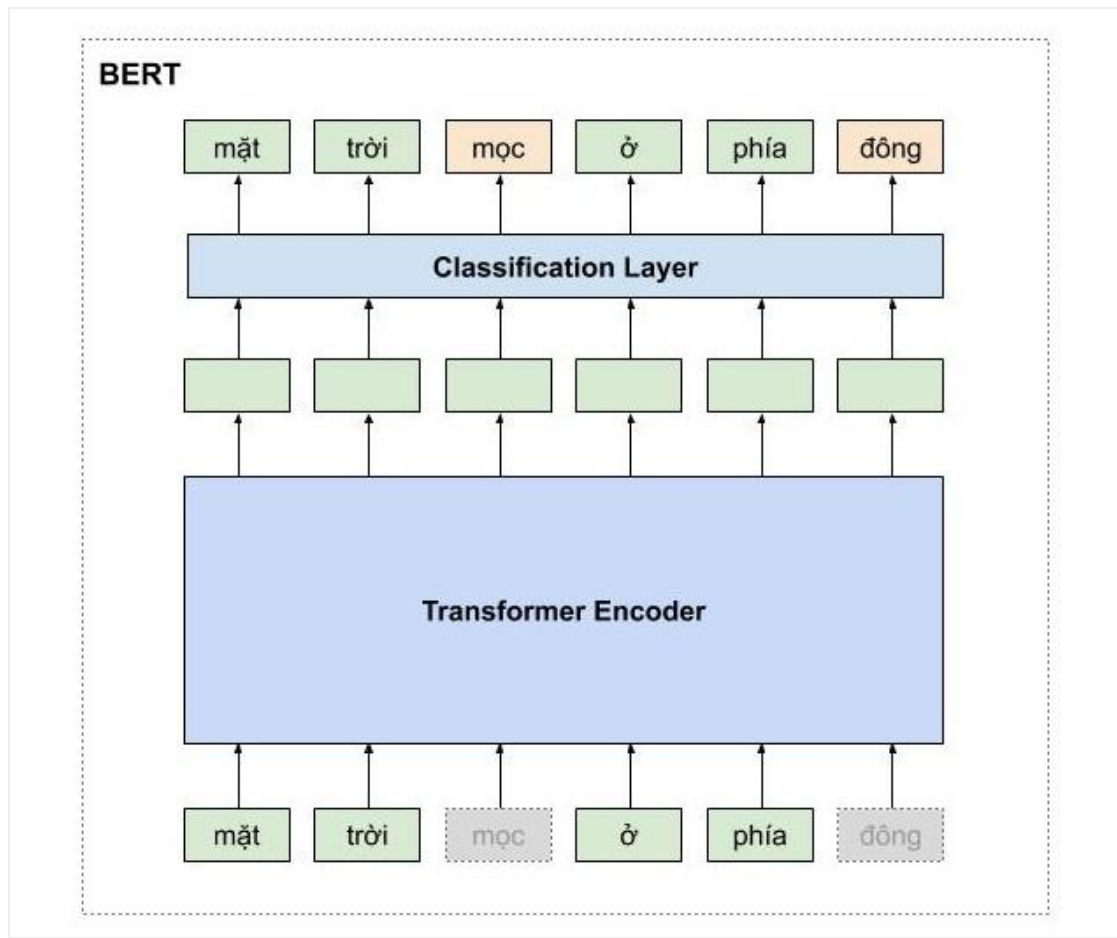 BERT
mặt trời mọc ở phía đông
Classification Layer
Transformer Encoder
mặt trời mọc ở phía đông